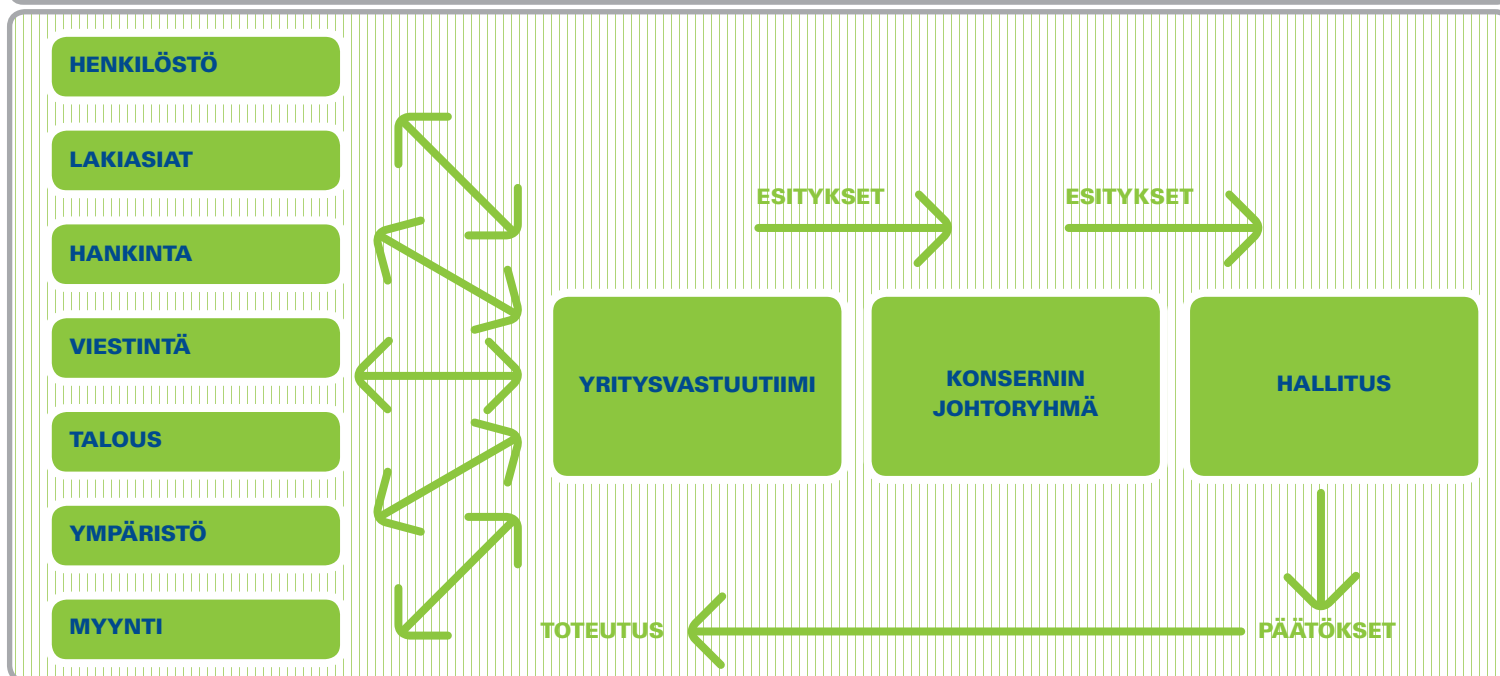 HENKILÖSTÖ
LAKIASIAT
HANKINTA
VIESTINTÄ
TALOUS
YMPÄRISTÖ
MYYNTI
ESITYKSET
ESITYKSET
YRITYSVASTUUTIIMI
KONSERNIN
JOHTORYHMÄ
HALLITUS
TOTEUTUS
PÄÄTÖKSET